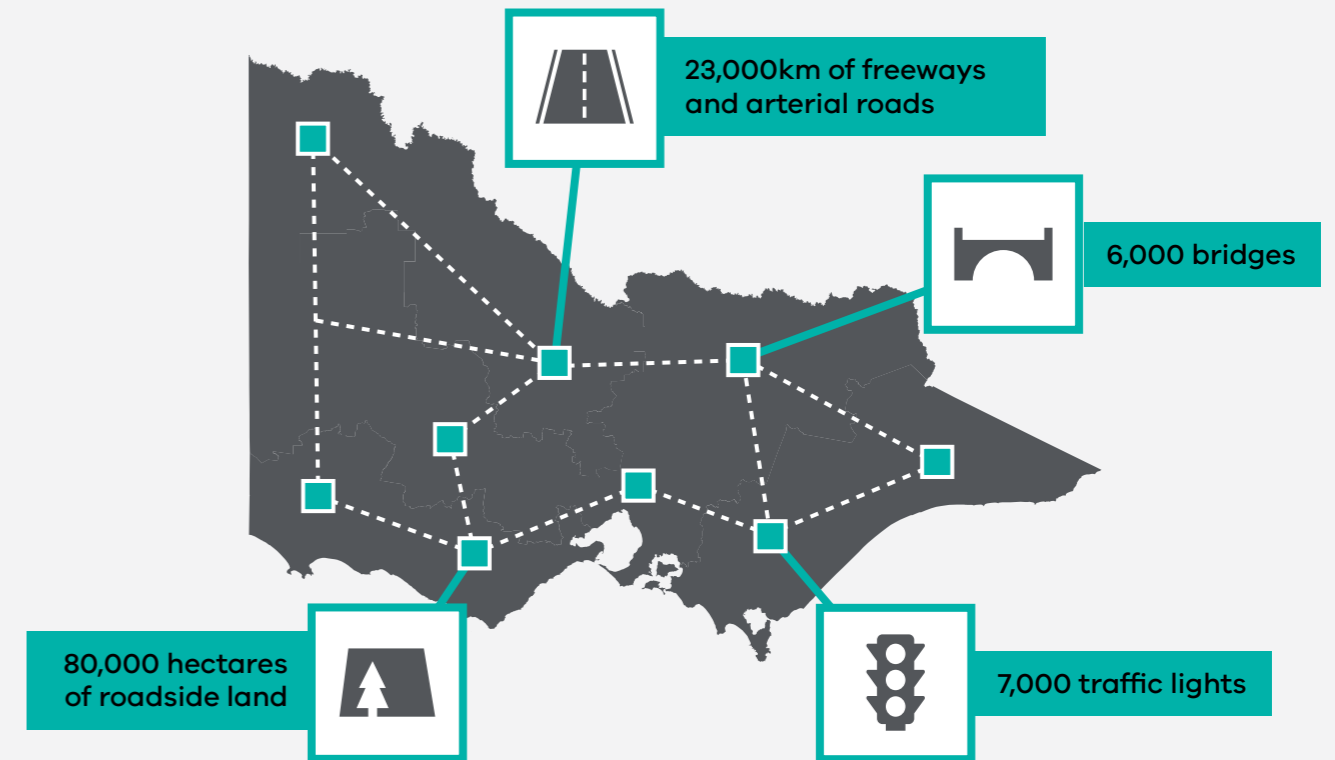 23,000km of freeways
and arterial roads
6,000 bridges
80,000 hectares
of roadside land
7,000 traffic lights